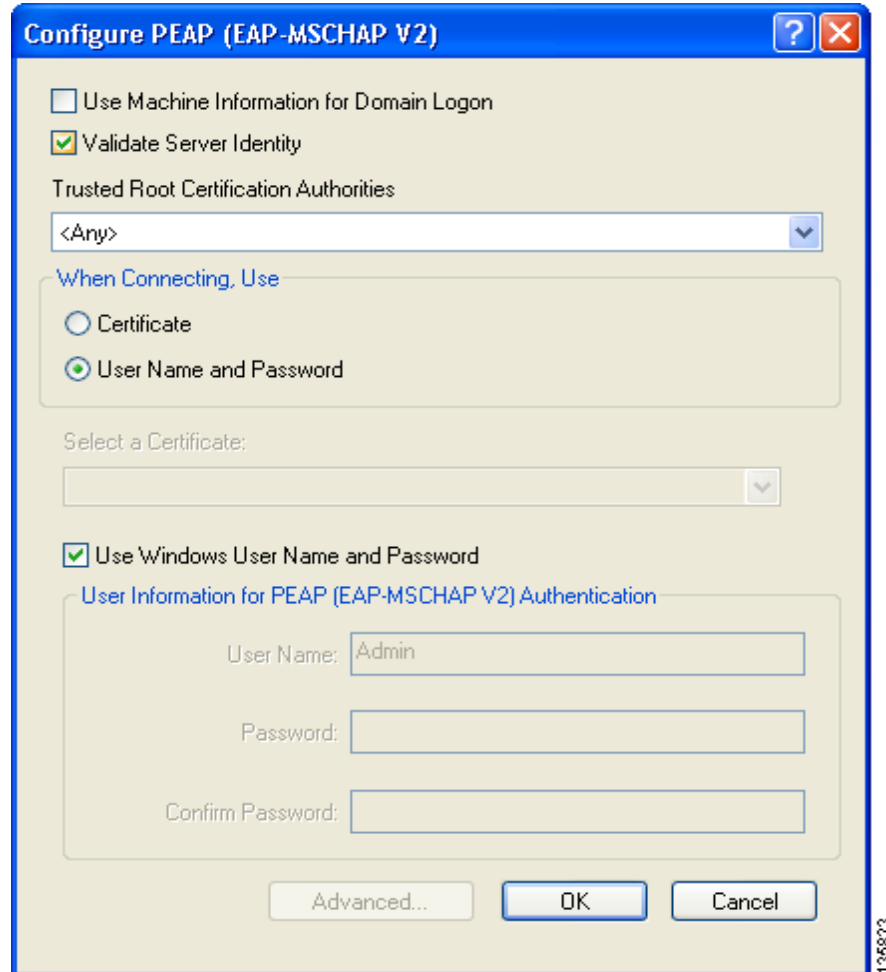 Configure PEAP (EAP-MSCHAP V2)
Use Machine Information for Domain Logon
Validate Server Identity
Trusted Root Certification Authorities
<Any>
When Connecting, Use
Certificate
User Name and Password
Select a Certificate:
Use Windows User Name and Password
User Information for PEAP (EAP-MSCHAP V2) Authentication
User Name: Admin
Password:
Confirm Password:
Advanced... OK Cancel